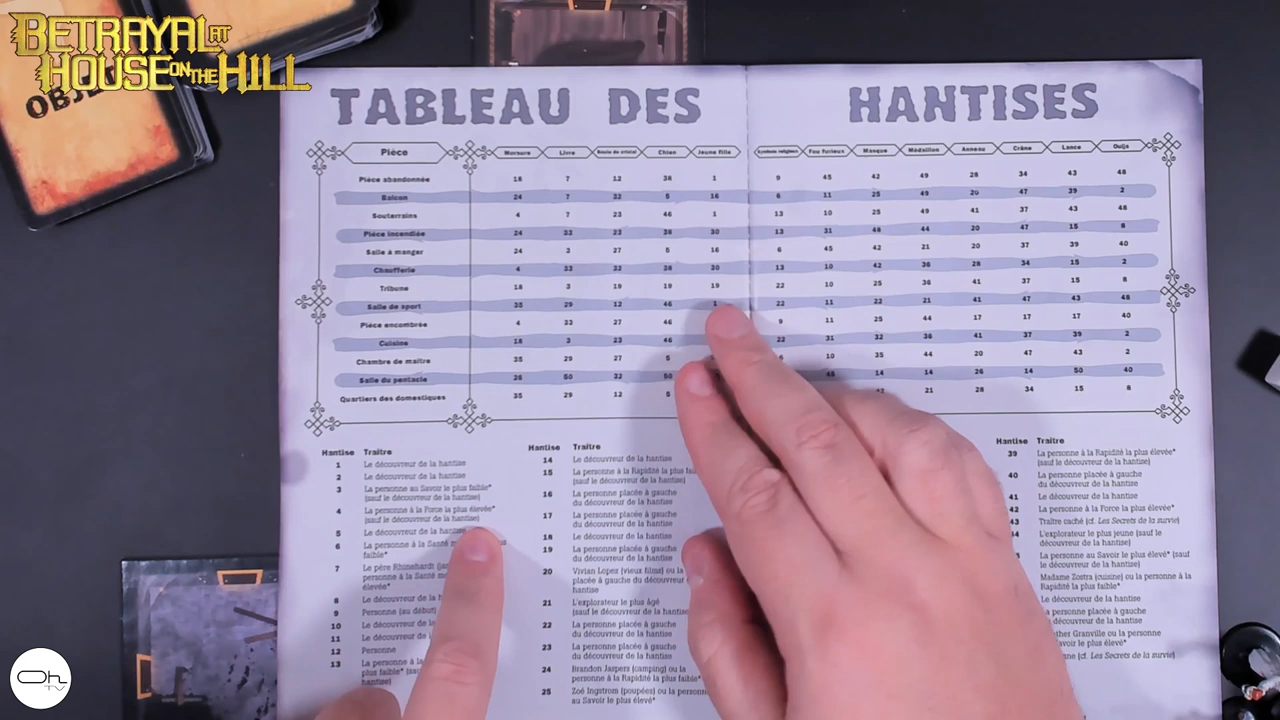 BETRAYAL AT
HOUSE ON THE HILL
TABLEAU DES HANTISES
Pièce Morsure Livre Boule de cristal Chien Jeune fille Symbole religieux Fou furieux Masque Médaillon Anneau Crâne Lance Ouija
Pièce abandonnée 18 7 12 38 1 9 45 42 49 28 34 43 48
Balcon 24 7 32 5 16 6 11 25 49 20 47 39 2
Souterrains 4 7 23 46 1 13 10 25 49 41 37 43 48
Pièce incendiée 24 33 23 38 30 13 31 48 44 20 47 15 8
Salle à manger 24 3 27 5 16 6 45 42 21 20 37 39 40
Chaufferie 4 33 32 38 30 13 10 42 36 28 34 15 2
Tribune 18 3 19 19 19 22 10 25 36 41 37 15 8
Salle de sport 35 29 12 46 1 22 11 22 21 41 47 43 48
Pièce encombrée 4 33 27 46 9 11 25 44 17 17 17 40
Cuisine 18 3 23 46 22 31 32 36 41 37 39 2
Chambre de maître 35 29 27 5 6 10 35 44 20 47 43 2
Salle du pentacle 26 50 32 50 45 14 14 26 14 50 40
Quartiers des domestiques 35 29 12 5 21 28 34 15 8
Hantise Traître
1 Le découvreur de la hantise
2 Le découvreur de la hantise
3 La personne au Savoir le plus faible*
(sauf le découvreur de la hantise)
4 La personne à la Force la plus élevée*
(sauf le découvreur de la hantise)
5 Le découvreur de la hantise
6 La personne à la Santé
faible*
7 Le père Rhinehardt
personne à la Santé
élevée*
8 Le découvreur de la
9 Personne (au début)
10 Le découvreur de
11 Le découvreur de
12 Personne
13 La personne à la
plus faible*
hantise)
Hantise Traître
14 Le découvreur de la hantise
15 La personne à la Rapidité la plus
(sauf le découvreur de la hantise)
16 La personne placée à gauche
du découvreur de la hantise
17 La personne placée à gauche
du découvreur de la hantise
18 Le découvreur de la hantise
19 La personne placée à gauche
du découvreur de la hantise
20 Vivian Lopez (vieux films) ou la
placée à gauche du découvreur
hantise
21 L'explorateur le plus âgé
(sauf le découvreur de la hantise)
22 La personne placée à gauche
du découvreur de la hantise
23 La personne placée à gauche
du découvreur de la hantise
24 Brandon Jaspers (camping) ou la
personne à la Rapidité la plus faible*
25 Zoé Ingstrom (poupées) ou la personne
au Savoir le plus élevé*
Hantise Traître
39 La personne à la Rapidité la plus élevée*
(sauf le découvreur de la hantise)
40 La personne placée à gauche
du découvreur de la hantise
41 Le découvreur de la hantise
42 La personne à la Force la plus élevée*
43 Traître caché (cf. Les Secrets de la survie)
L'explorateur le plus jeune (sauf le
découvreur de la hantise)
La personne au Savoir le plus élevé* (sauf
le découvreur de la hantise)
Madame Zostra (cuisine) ou la personne à la
Rapidité la plus faible*
Le découvreur de la hantise
personne placée à gauche
découvreur de la hantise
Granville ou la personne
Savoir le plus élevé*
(cf. Les Secrets de la survie)
Oh
TV